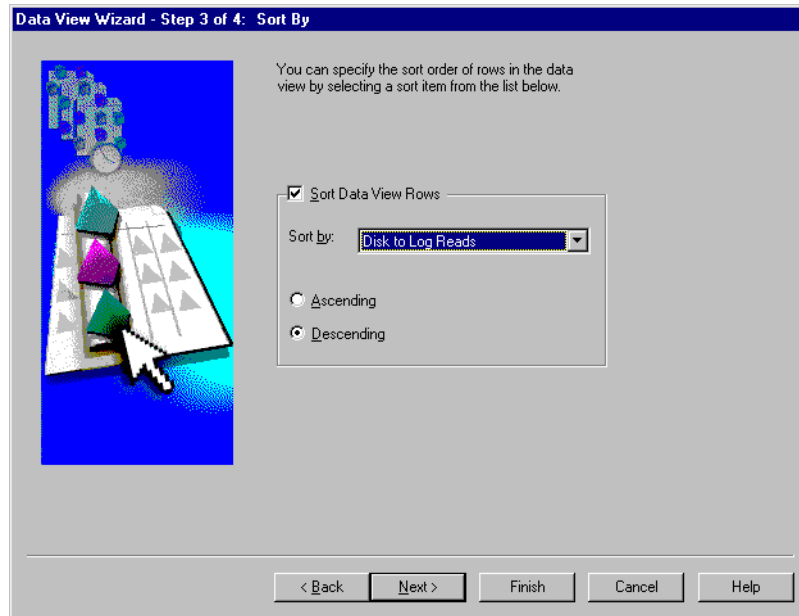 Data View Wizard - Step 3 of 4: Sort By
You can specify the sort order of rows in the data
view by selecting a sort item from the list below.
Sort Data View Rows
Sort by: Disk to Log Reads
Ascending
Descending
< Back Next > Finish Cancel Help